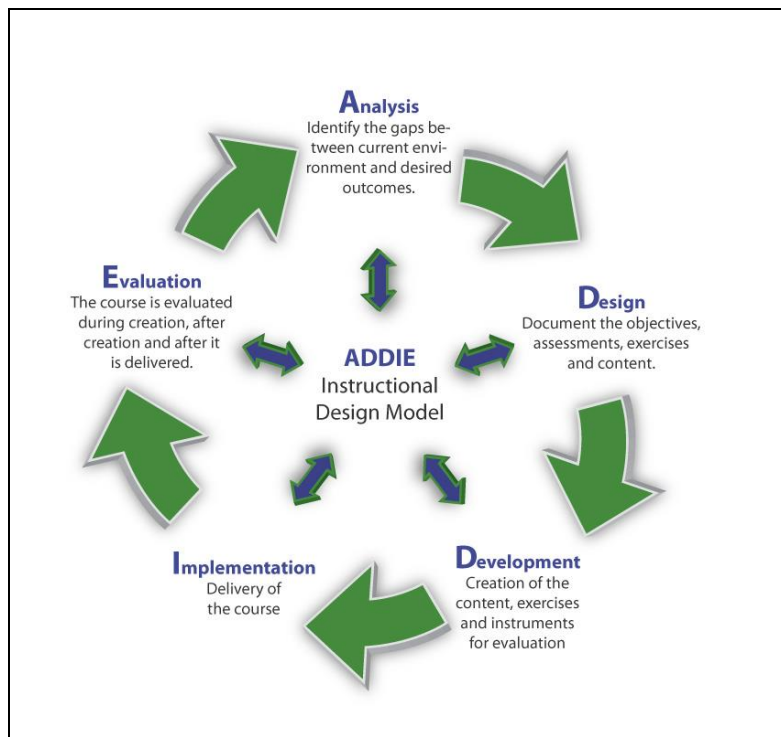 Analysis
Identify the gaps be-
tween current envi-
ronment and desired
outcomes.
Design
Document the objectives,
assessments, exercises
and content.
Development
Creation of the
content, exercises
and instruments
for evaluation
Implementation
Delivery of
the course
Evaluation
The course is evaluated
during creation, after
creation and after it
is delivered.
ADDIE
Instructional
Design Model